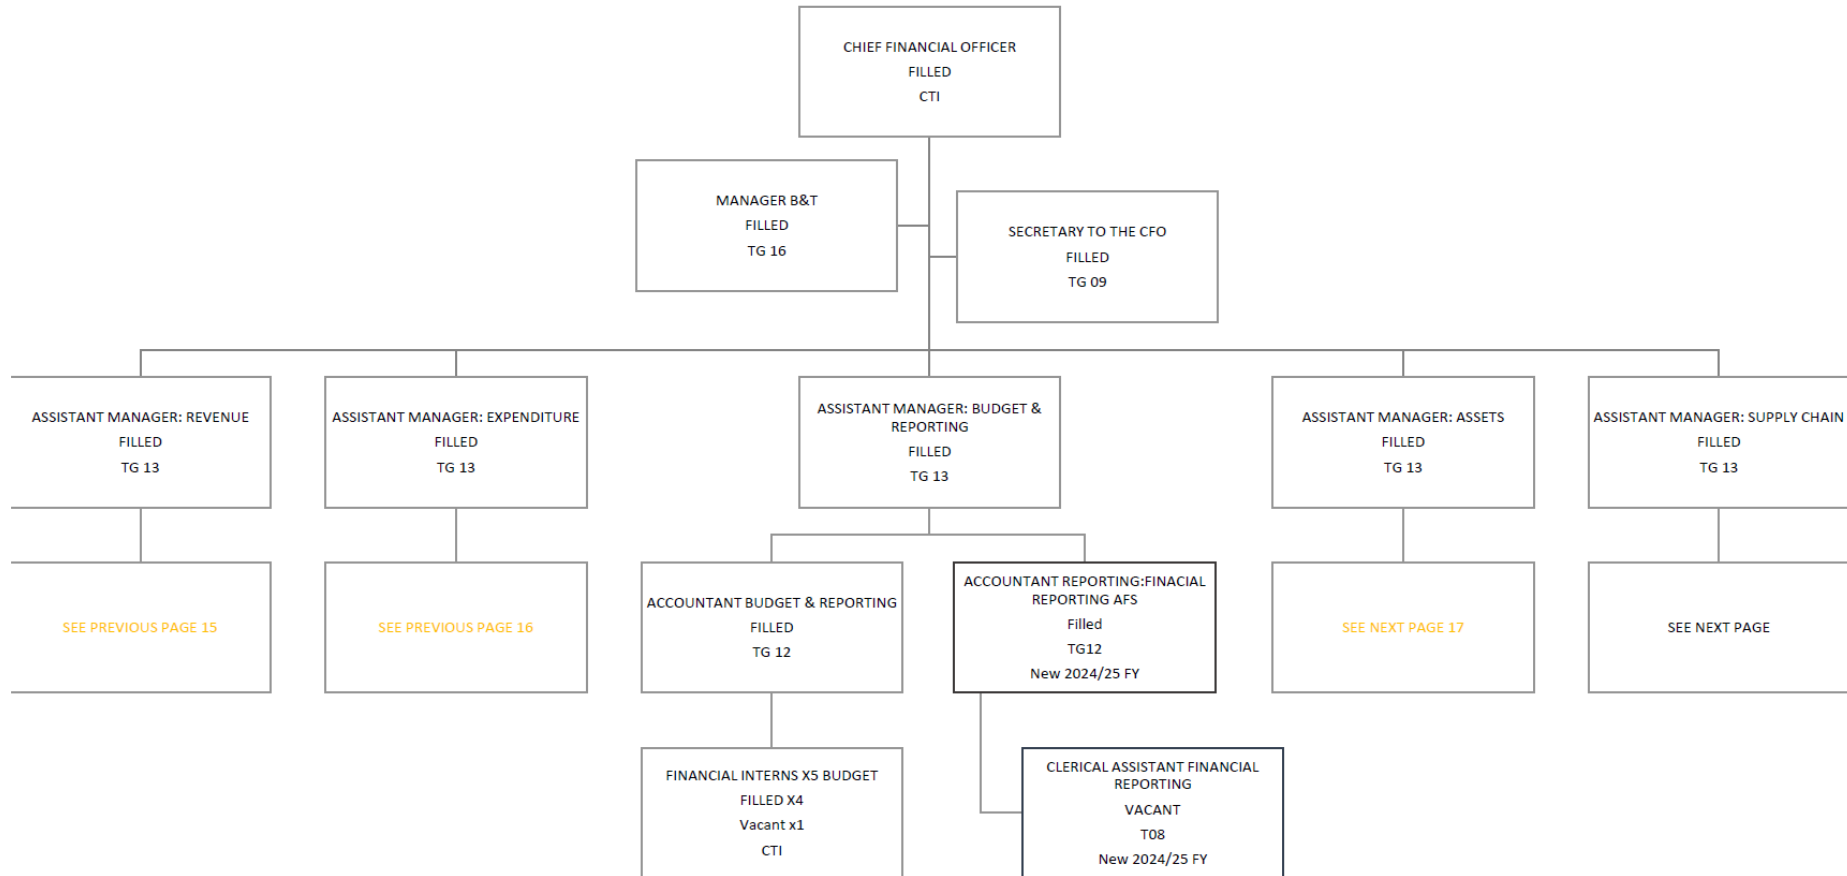 CHIEF FINANCIAL OFFICER
FILLED
CTI
MANAGER B&T
FILLED
TG 16
SECRETARY TO THE CFO
FILLED
TG 09
ASSISTANT MANAGER: REVENUE
FILLED
TG 13
ASSISTANT MANAGER: EXPENDITURE
FILLED
TG 13
ASSISTANT MANAGER: BUDGET &
REPORTING
FILLED
TG 13
ASSISTANT MANAGER: ASSETS
FILLED
TG 13
ASSISTANT MANAGER: SUPPLY CHAIN
FILLED
TG 13
SEE PREVIOUS PAGE 15
SEE PREVIOUS PAGE 16
ACCOUNTANT BUDGET & REPORTING
FILLED
TG 12
ACCOUNTANT REPORTING:FINACIAL
REPORTING AFS
Filled
TG12
New 2024/25 FY
SEE NEXT PAGE 17
SEE NEXT PAGE
FINANCIAL INTERNS X5 BUDGET
FILLED X4
Vacant x1
CTI
CLERICAL ASSISTANT FINANCIAL
REPORTING
VACANT
T08
New 2024/25 FY